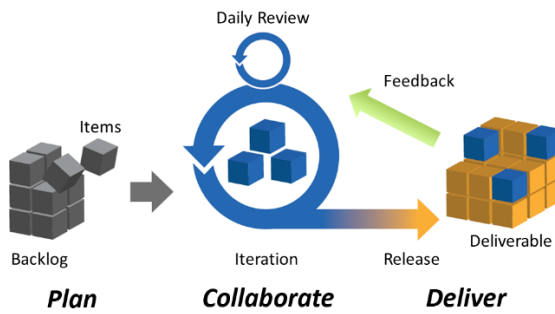 Daily Review
Feedback
Items
Backlog
Iteration
Release
Deliverable
Plan
Collaborate
Deliver